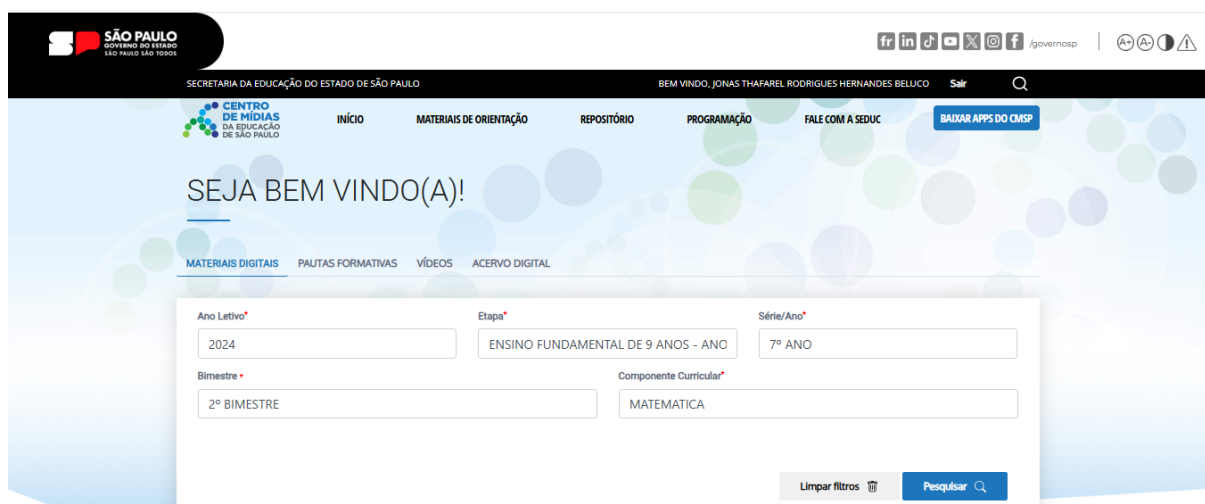 SÃO PAULO
GOVERNO DO ESTADO
SÃO PAULO SÃO TODOS
/governosp
A+ A-
SECRETARIA DA EDUCAÇÃO DO ESTADO DE SÃO PAULO
BEM VINDO, JONAS THAFAREL RODRIGUES HERNANDES BELUCO
Sair
CENTRO
DE MÍDIAS
DA EDUCAÇÃO
DE SÃO PAULO
INÍCIO
MATERIAIS DE ORIENTAÇÃO
REPOSITÓRIO
PROGRAMAÇÃO
FALE COM A SEDUC
BAIXAR APPS DO CMSP
SEJA BEM VINDO(A)!
MATERIAIS DIGITAIS
PAUTAS FORMATIVAS
VÍDEOS
ACERVO DIGITAL
Ano Letivo*
Etapa*
Série/Ano*
2024
ENSINO FUNDAMENTAL DE 9 ANOS - ANO
7º ANO
Bimestre *
Componente Curricular*
2º BIMESTRE
MATEMATICA
Limpar filtros
Pesquisar